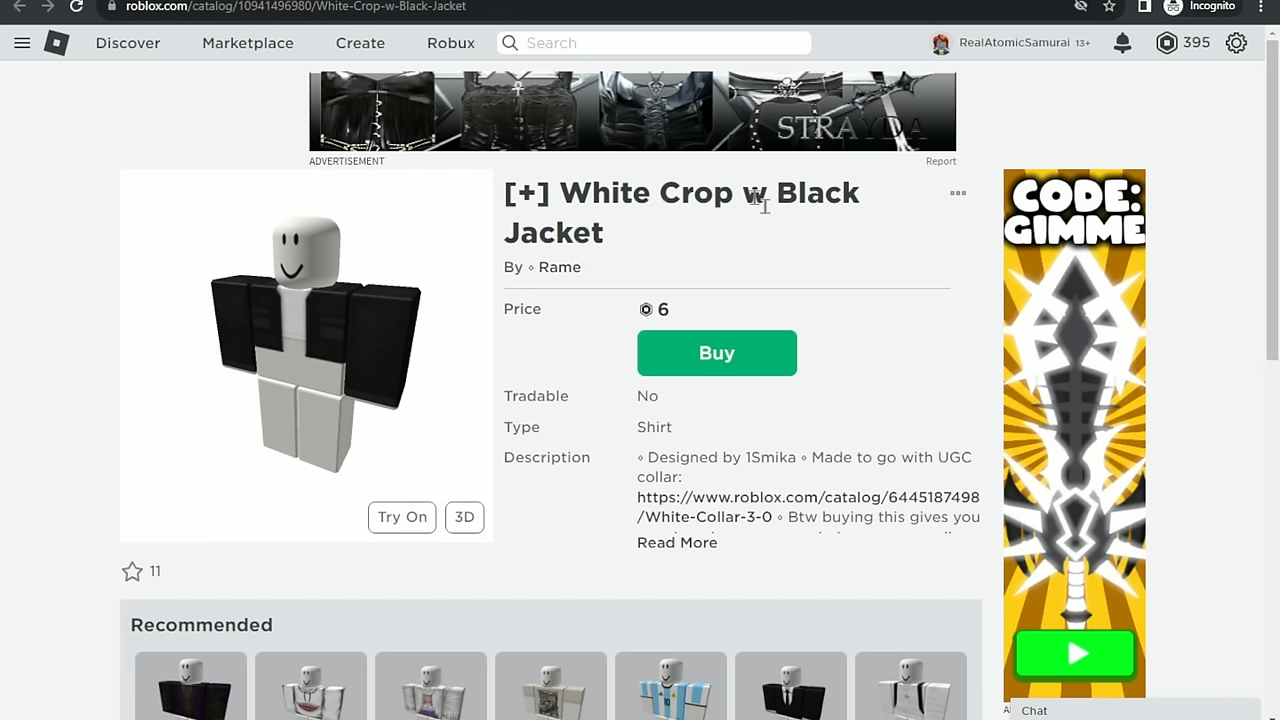 roblox.com/catalog/10941496980/White-Crop-w-Black-Jacket
Incognito
Discover
Marketplace
Create
Robux
Search
RealAtomicSamurai 13+
395
STRAYDA
ADVERTISEMENT
Report
[+] White Crop w Black
Jacket
By ◦ Rame
Price
6
Buy
Tradable
No
Type
Shirt
Description
◦ Designed by 1Smika ◦ Made to go with UGC
collar:
https://www.roblox.com/catalog/6445187498
/White-Collar-3-0 ◦ Btw buying this gives you
Read More
Try On
3D
11
CODE:
GIMME
Recommended
Chat